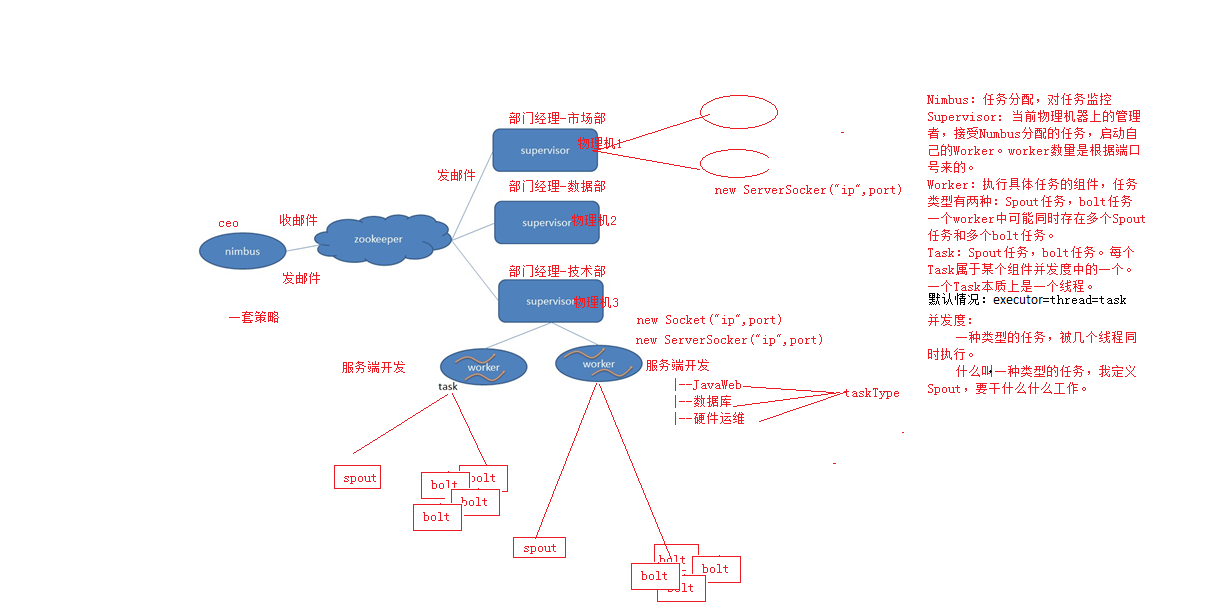 ceo
nimbus
收邮件
发邮件
一套策略
zookeeper
发邮件
部门经理-市场部
supervisor
物理机1
部门经理-数据部
supervisor
物理机2
部门经理-技术部
supervisor
物理机3
new ServerSocker("ip",port)
new Socket("ip",port)
new ServerSocker("ip",port)
服务端开发
worker
task
worker
服务端开发
|--JavaWeb
|--数据库
|--硬件运维
taskType
spout
bolt
bolt
bolt
bolt
spout
bolt
bolt
bolt
bolt
Nimbus: 任务分配，对任务监控
Supervisor: 当前物理机器上的管理
者，接受Numbus分配的任务，启动自
己的Worker。worker数量是根据端口
号来的。
Worker: 执行具体任务的组件，任务
类型有两种：Spout任务，bolt任务
一个worker中可能同时存在多个Spout
任务和多个bolt任务。
Task: Spout任务，bolt任务。每个
Task属于某个组件并发度中的一个。
一个Task本质上是一个线程。
默认情况：executor=thread=task
并发度：
一种类型的任务，被几个线程同
时执行。
什么叫一种类型的任务，我定义
Spout，要干什么什么工作。